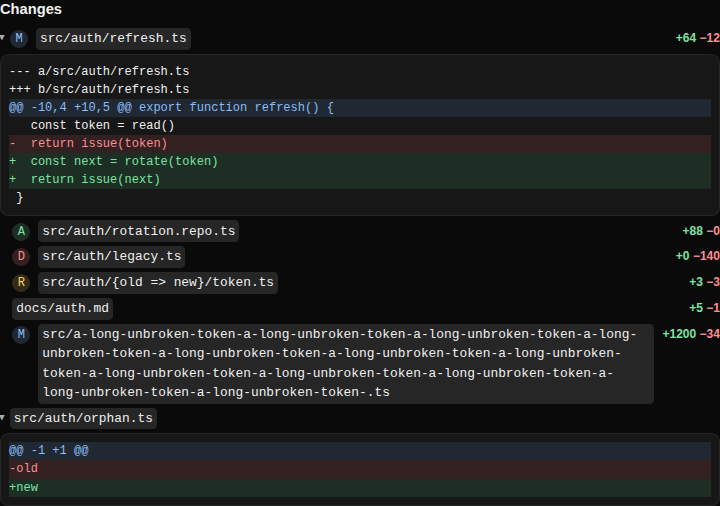 Changes
▾ M src/auth/refresh.ts +64 −12
--- a/src/auth/refresh.ts
+++ b/src/auth/refresh.ts
@@ -10,4 +10,5 @@ export function refresh() {
   const token = read()
-  return issue(token)
+  const next = rotate(token)
+  return issue(next)
 }
A src/auth/rotation.repo.ts +88 −0
D src/auth/legacy.ts +0 −140
R src/auth/{old => new}/token.ts +3 −3
docs/auth.md +5 −1
M src/a-long-unbroken-token-a-long-unbroken-token-a-long-unbroken-token-a-long- +1200 −34
unbroken-token-a-long-unbroken-token-a-long-unbroken-token-a-long-unbroken-
token-a-long-unbroken-token-a-long-unbroken-token-a-long-unbroken-token-a-
long-unbroken-token-a-long-unbroken-token-.ts
▾ src/auth/orphan.ts
@@ -1 +1 @@
-old
+new